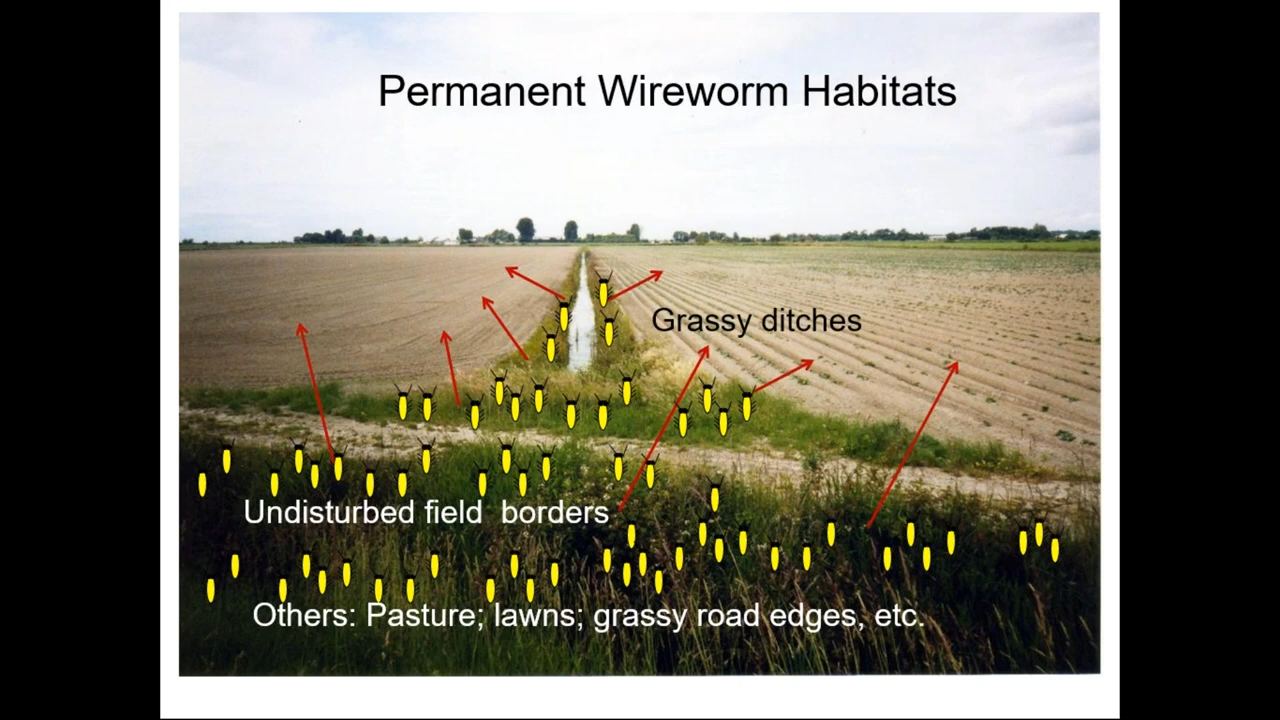 Permanent Wireworm Habitats
Grassy ditches
Undisturbed field borders
Others: Pasture; lawns; grassy road edges, etc.